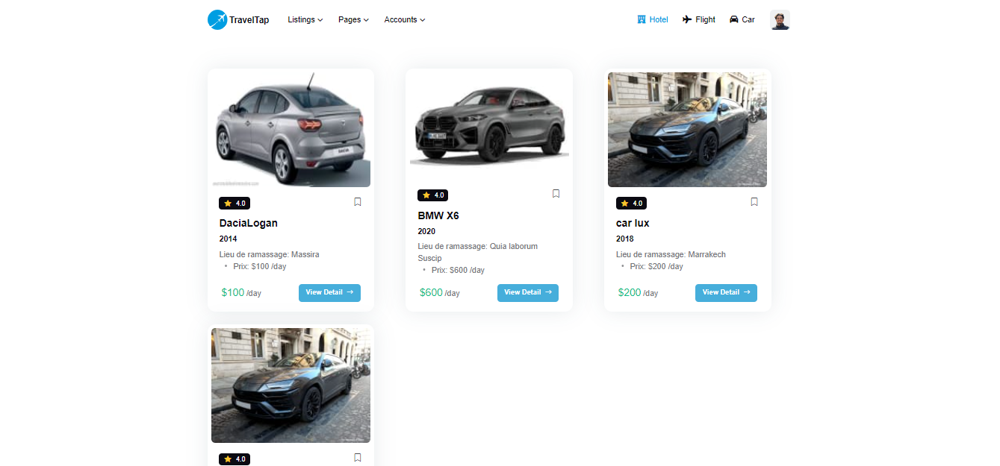 TravelTap
Listings
Pages
Accounts
Hotel
Flight
Car
4.0
DaciaLogan
2014
Lieu de ramassage: Massira
• Prix: $100 /day
$100 /day
View Detail →
4.0
BMW X6
2020
Lieu de ramassage: Quia laborum
Suscip
• Prix: $600 /day
$600 /day
View Detail →
4.0
car lux
2018
Lieu de ramassage: Marrakech
• Prix: $200 /day
$200 /day
View Detail →
4.0